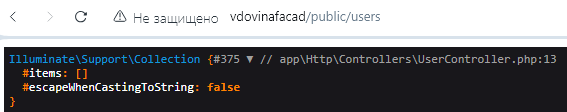 Не защищено vdovinafacad/public/users
Illuminate\Support\Collection {#375 ▼ // app\Http\Controllers\UserController.php:13
#items: []
#escapeWhenCastingToString: false
}